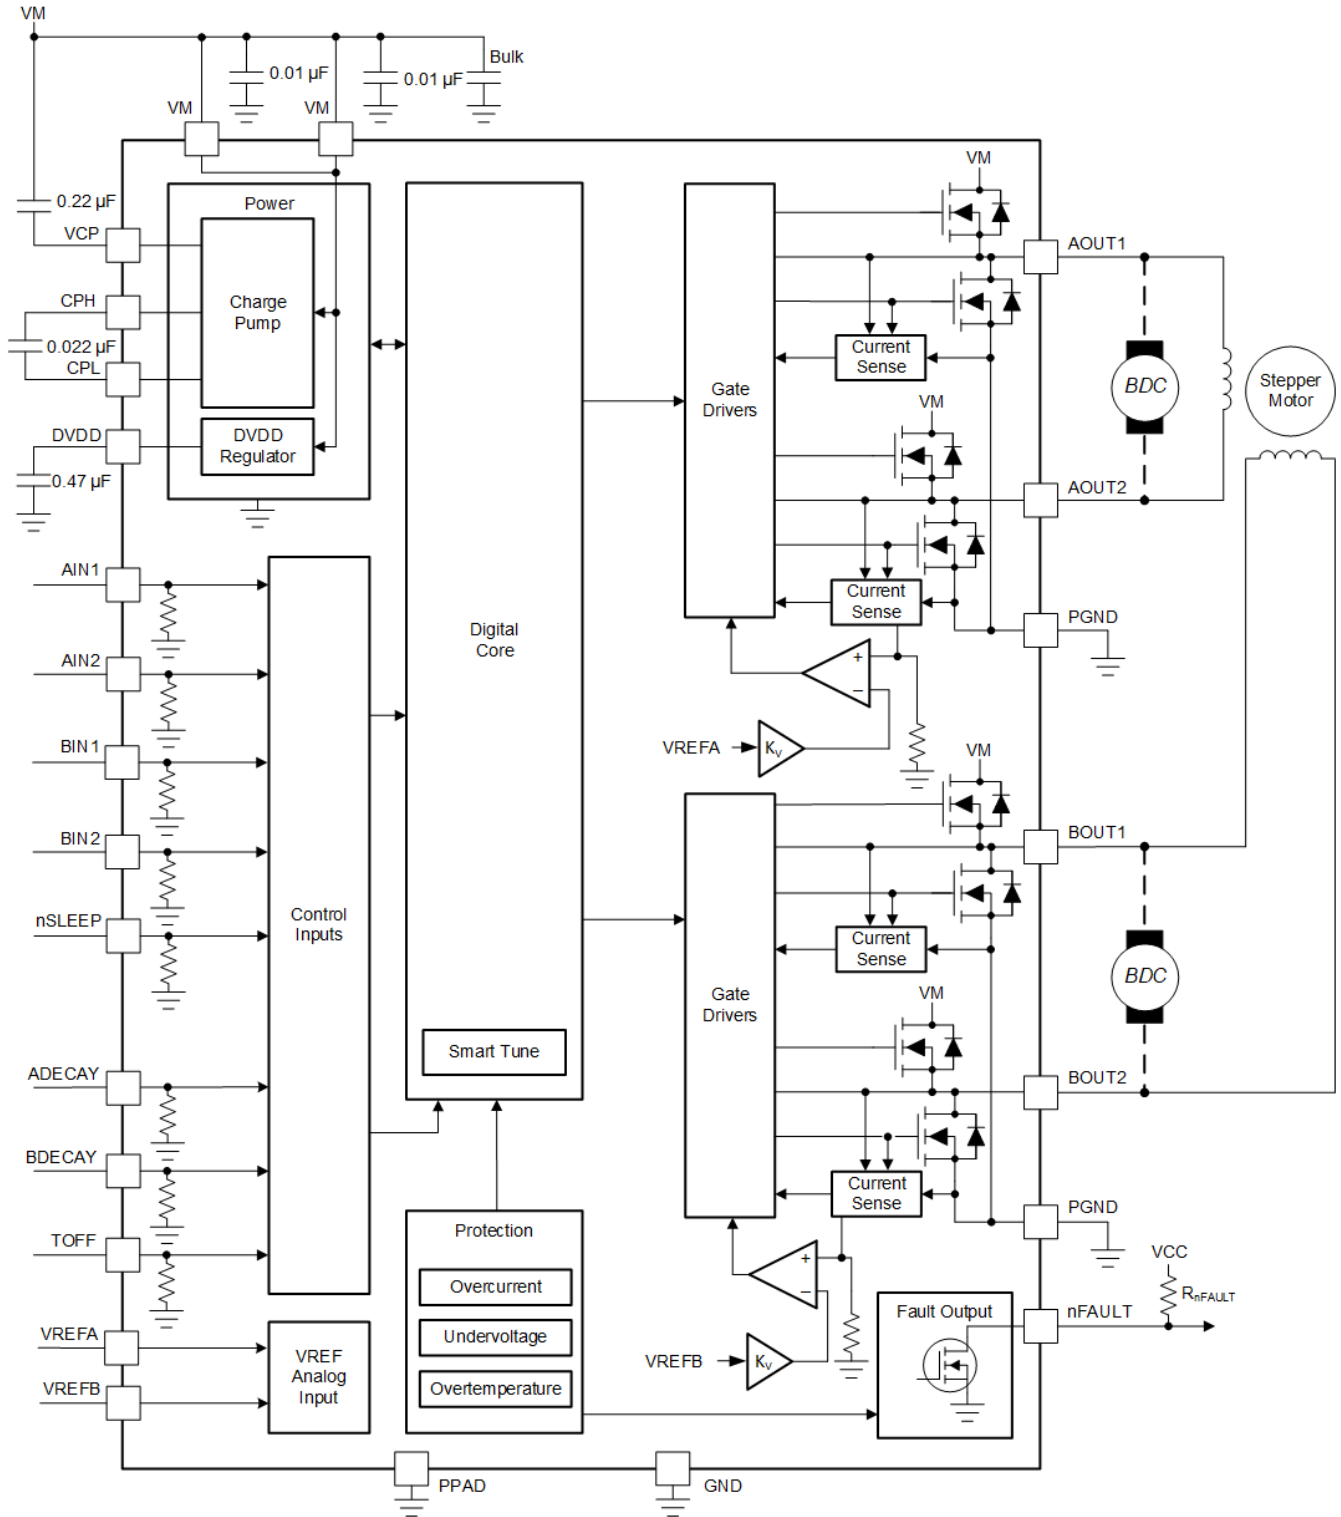 VM
0.01 µF
0.01 µF
Bulk
VM
VM
0.22 µF
VCP
CPH
0.022 µF
CPL
DVDD
0.47 µF
Power
Charge
Pump
DVDD
Regulator
AIN1
AIN2
BIN1
BIN2
nSLEEP
ADECAY
BDECAY
TOFF
VREFA
VREFB
Control
Inputs
VREF
Analog
Input
Digital
Core
Smart Tune
Protection
Overcurrent
Undervoltage
Overtemperature
Gate
Drivers
VM
Current
Sense
VM
Current
Sense
+
−
VREFA
Kv
Gate
Drivers
VM
Current
Sense
VM
Current
Sense
+
−
VREFB
Kv
Fault Output
AOUT1
BDC
Stepper
Motor
AOUT2
PGND
BOUT1
BDC
BOUT2
PGND
VCC
RnFAULT
nFAULT
PPAD
GND